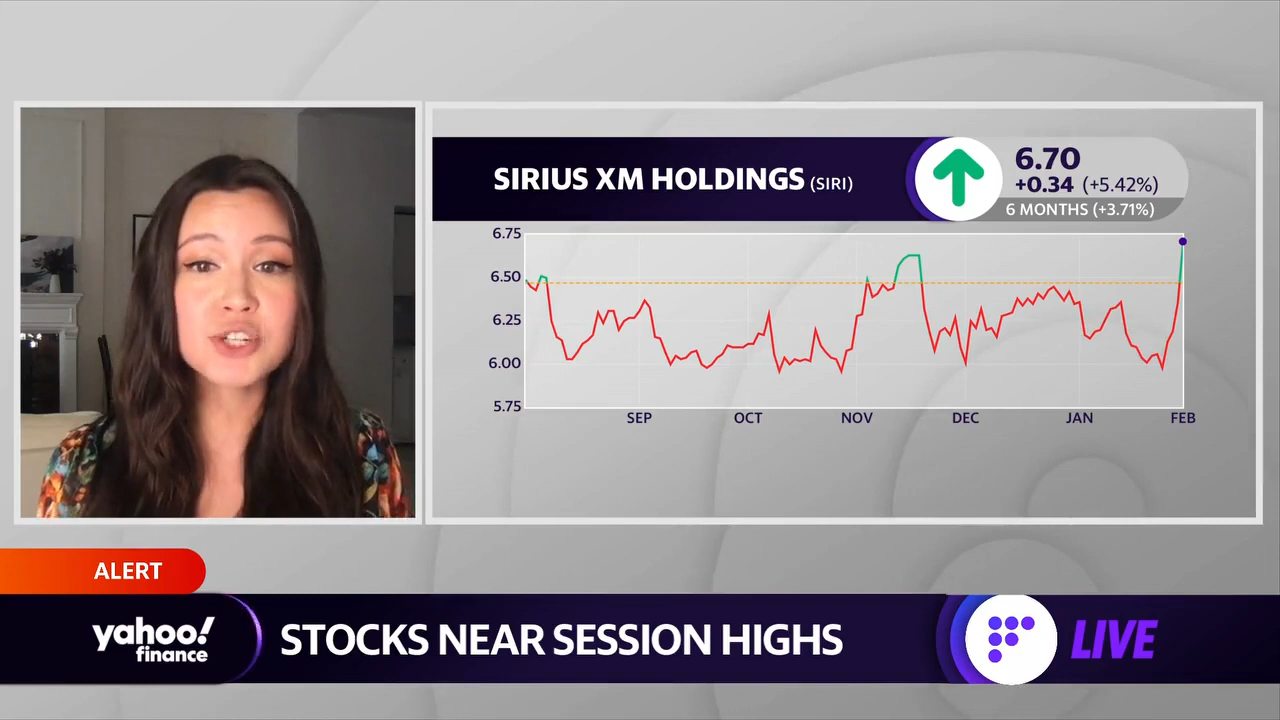 SIRIUS XM HOLDINGS (SIRI)
6.70
+0.34 (+5.42%)
6 MONTHS (+3.71%)
6.75
6.50
6.25
6.00
5.75
SEP OCT NOV DEC JAN FEB
ALERT
yahoo!
finance
STOCKS NEAR SESSION HIGHS
LIVE